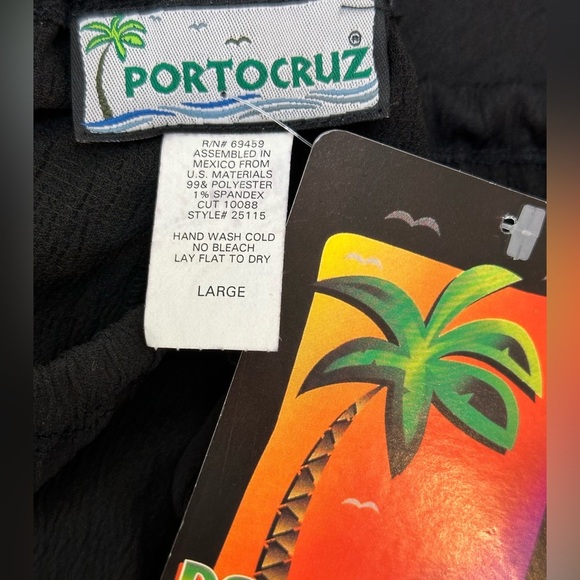 PORTOCRUZ®
R/N# 69459
ASSEMBLED IN
MEXICO FROM
U.S. MATERIALS
99& POLYESTER
1% SPANDEX
CUT 10088
STYLE# 25115
HAND WASH COLD
NO BLEACH
LAY FLAT TO DRY
LARGE